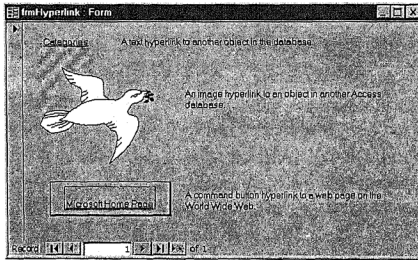 frmHyperlink : Form
Categories
A text hyperlink to another object in the database.
An image hyperlink to an object in another Access
database.
Microsoft Home Page
A command button hyperlink to a web page on the
World Wide Web.
Record: 1 of 1